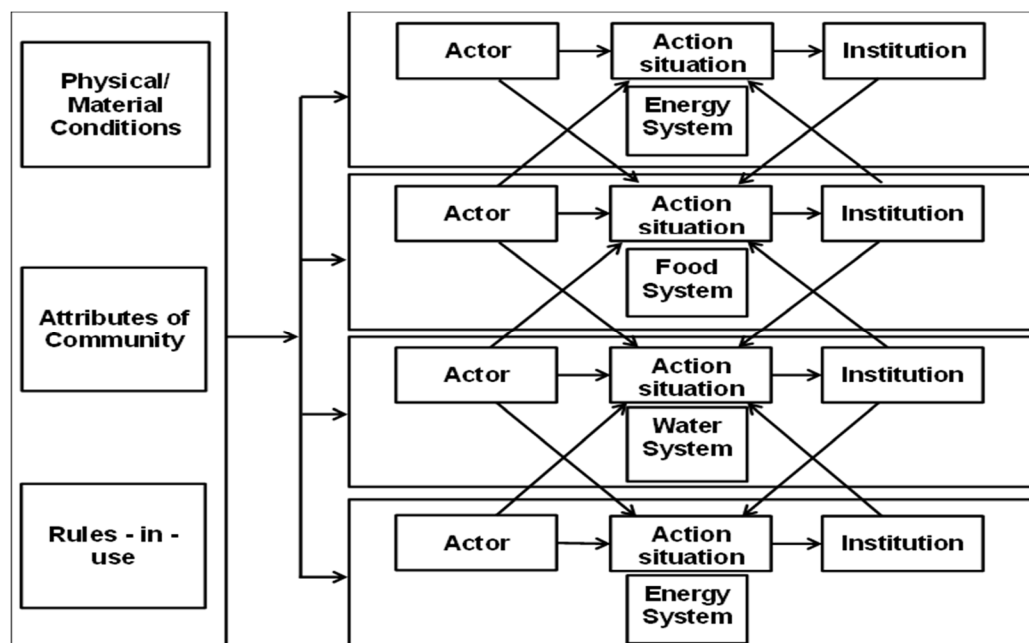 Physical/
Material
Conditions
Attributes of
Community
Rules - in -
use
Actor
Action
situation
Institution
Energy
System
Actor
Action
situation
Institution
Food
System
Actor
Action
situation
Institution
Water
System
Actor
Action
situation
Institution
Energy
System